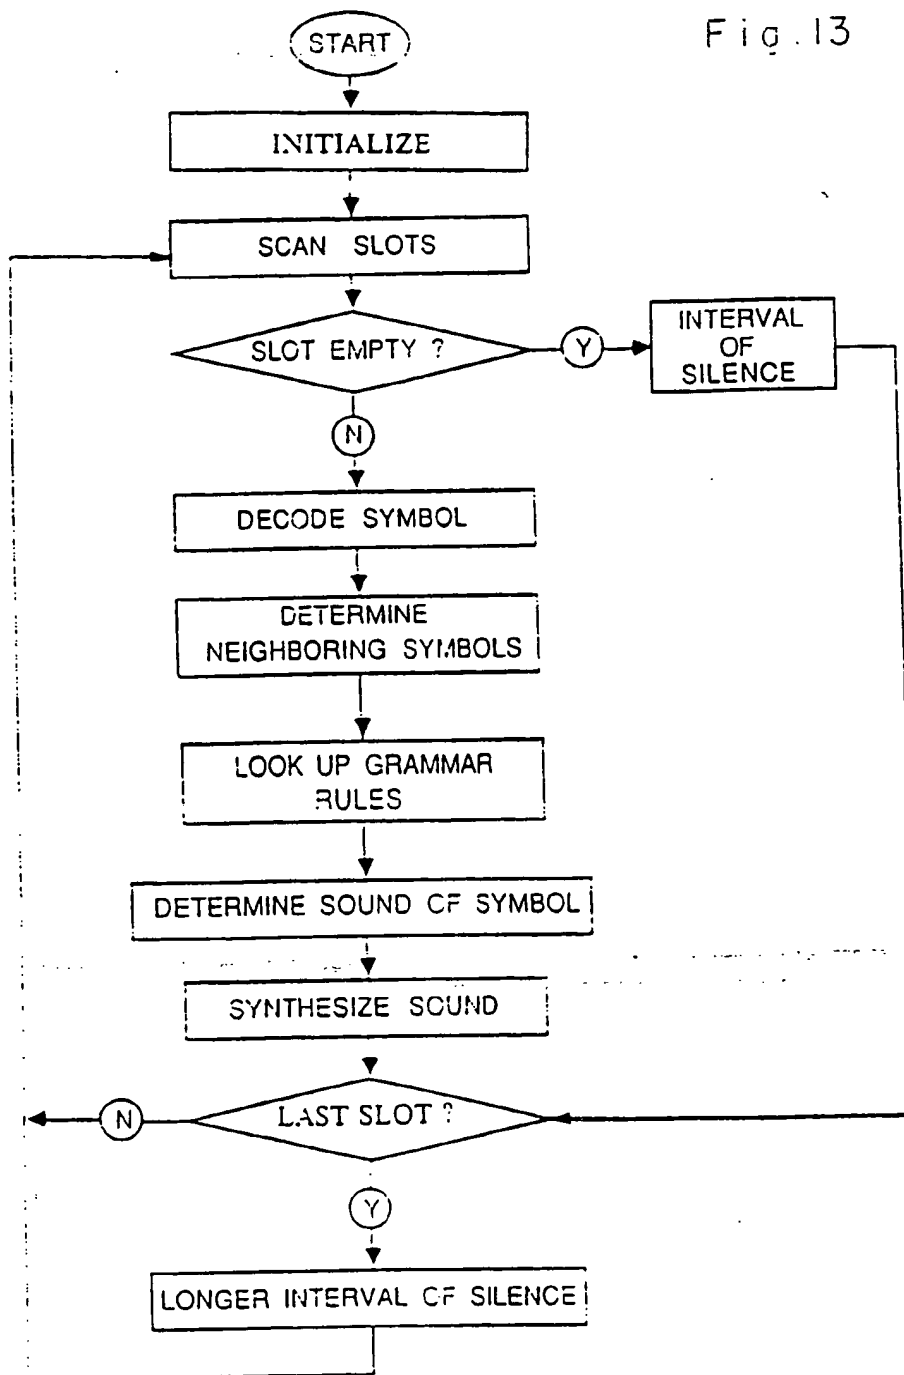 Fig.13
START
INITIALIZE
SCAN SLOTS
SLOT EMPTY ?
Y
INTERVAL
OF
SILENCE
N
DECODE SYMBOL
DETERMINE
NEIGHBORING SYMBOLS
LOOK UP GRAMMAR
RULES
DETERMINE SOUND OF SYMBOL
SYNTHESIZE SOUND
N
LAST SLOT ?
Y
LONGER INTERVAL OF SILENCE